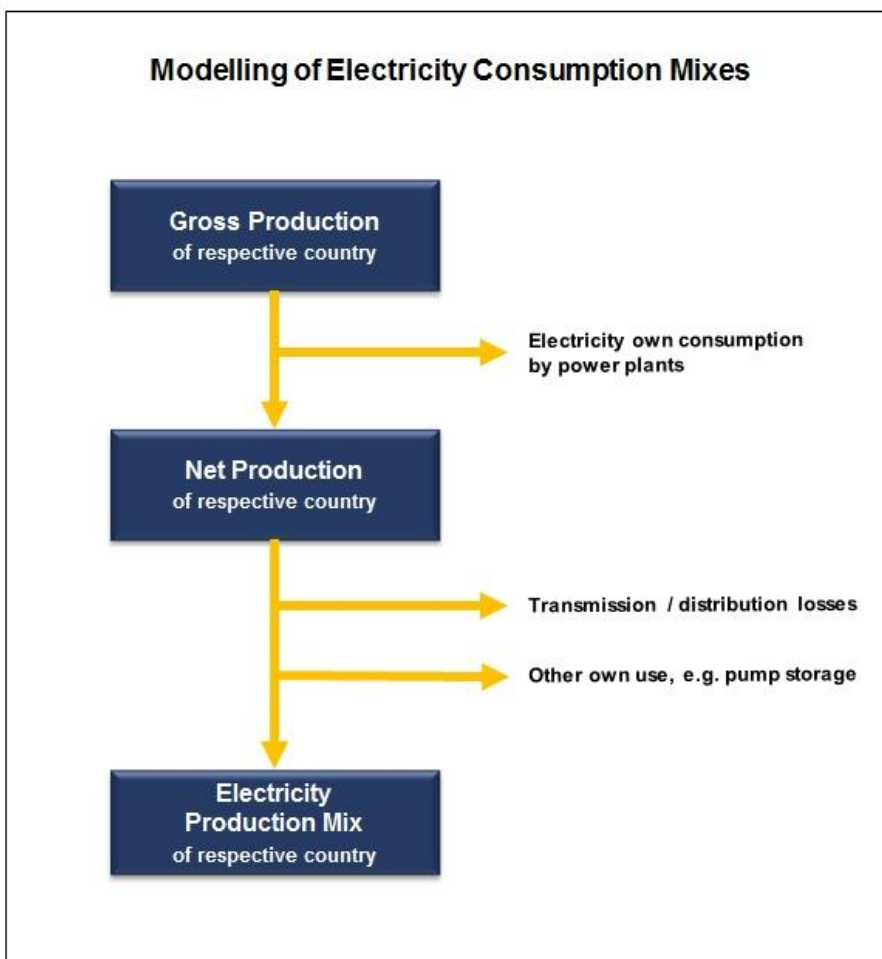 Modelling of Electricity Consumption Mixes
Gross Production
of respective country
Electricity own consumption
by power plants
Net Production
of respective country
Transmission / distribution losses
Other own use, e.g. pump storage
Electricity
Production Mix
of respective country